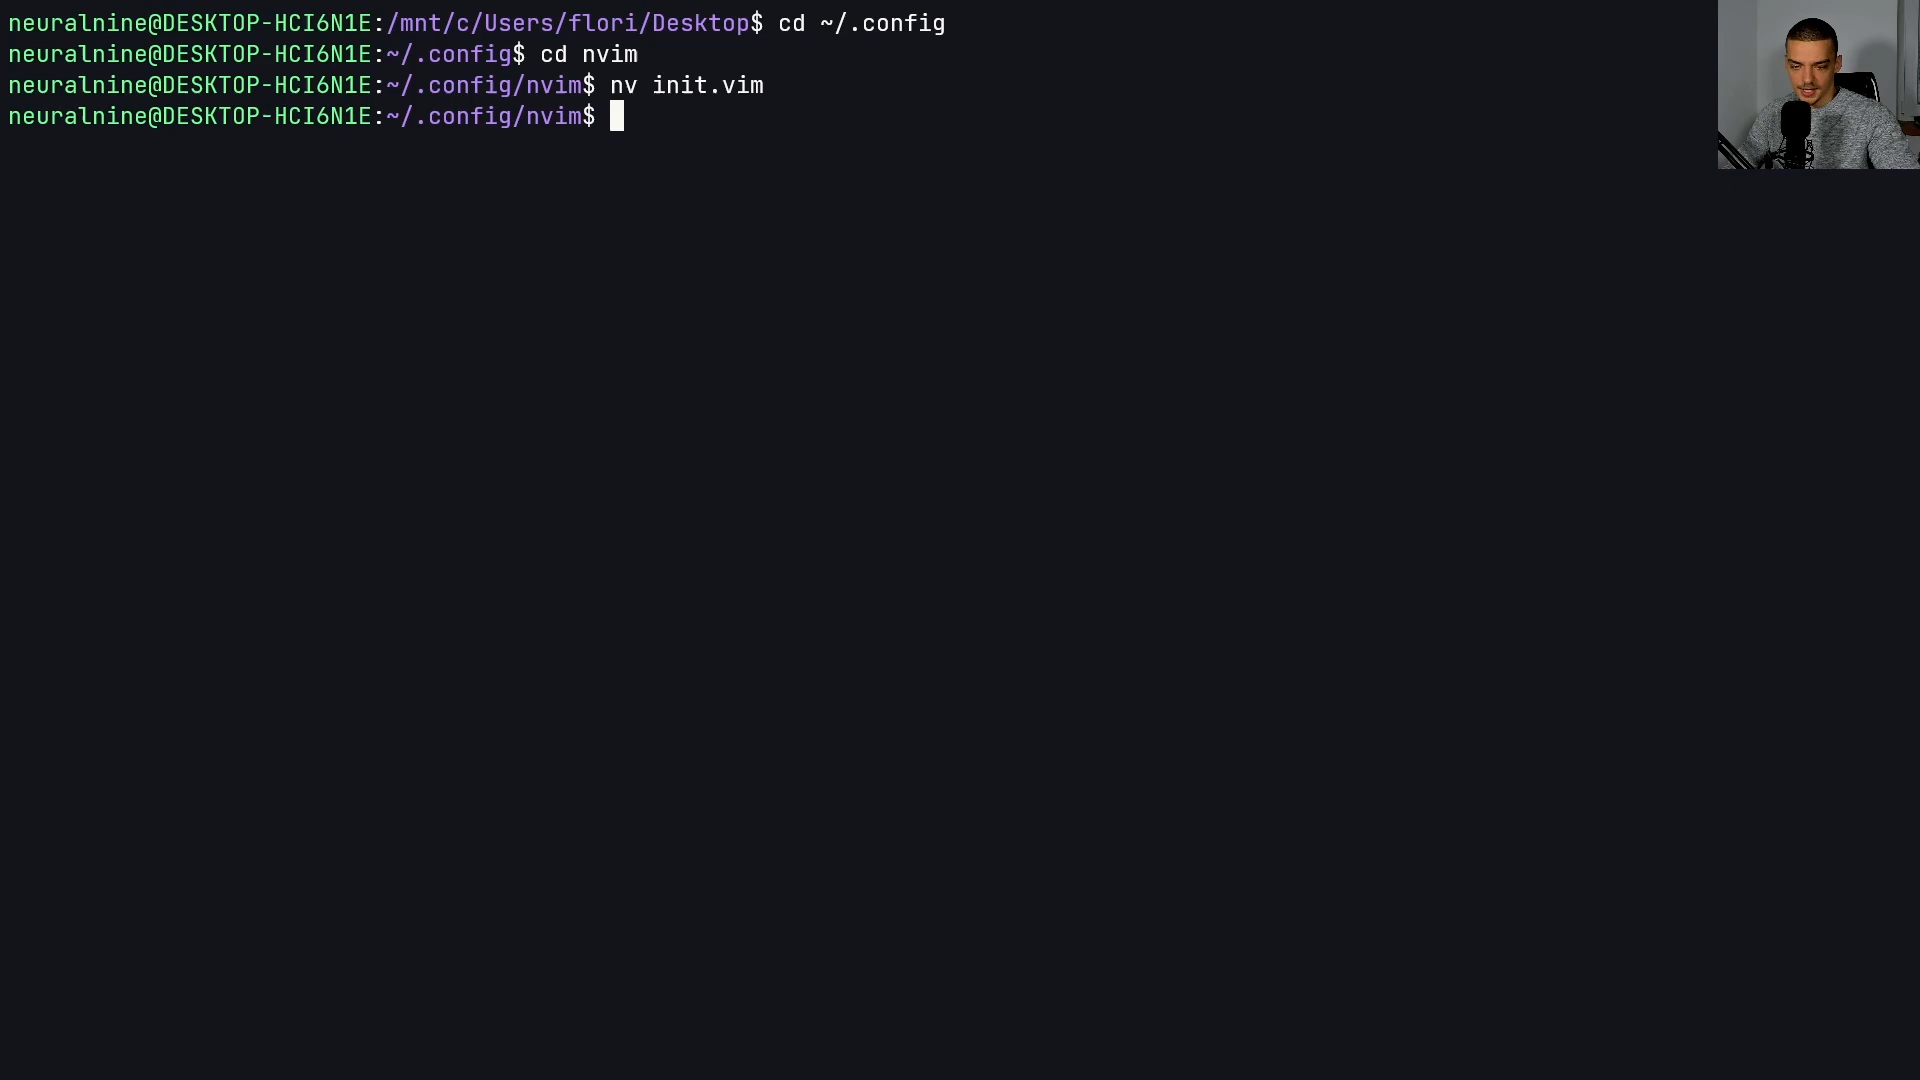 neuralnine@DESKTOP-HCI6N1E:/mnt/c/Users/flori/Desktop$ cd ~/.config
neuralnine@DESKTOP-HCI6N1E:~/.config$ cd nvim
neuralnine@DESKTOP-HCI6N1E:~/.config/nvim$ nv init.vim
neuralnine@DESKTOP-HCI6N1E:~/.config/nvim$